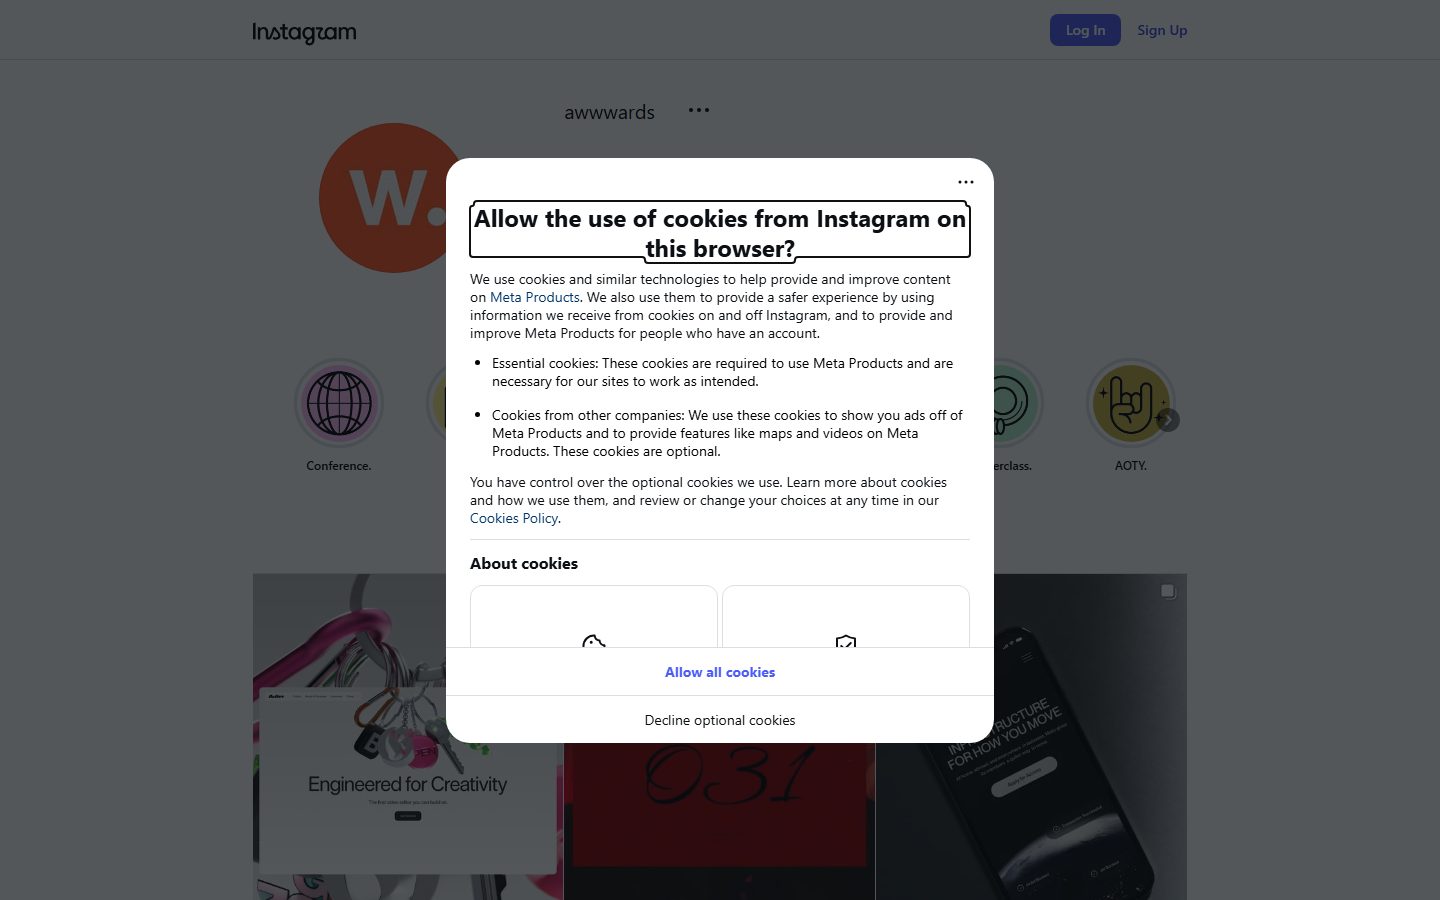 Instagram
Log In
Sign Up
awwwards
W.
Allow the use of cookies from Instagram on
this browser?
We use cookies and similar technologies to help provide and improve content
on Meta Products. We also use them to provide a safer experience by using
information we receive from cookies on and off Instagram, and to provide and
improve Meta Products for people who have an account.
Essential cookies: These cookies are required to use Meta Products and are
necessary for our sites to work as intended.
Cookies from other companies: We use these cookies to show you ads off of
Meta Products and to provide features like maps and videos on Meta
Products. These cookies are optional.
You have control over the optional cookies we use. Learn more about cookies
and how we use them, and review or change your choices at any time in our
Cookies Policy.
About cookies
Allow all cookies
Decline optional cookies
Conference.
erclass.
AOTY.
Engineered for Creativity
031
FOR HOW YOU MOVE